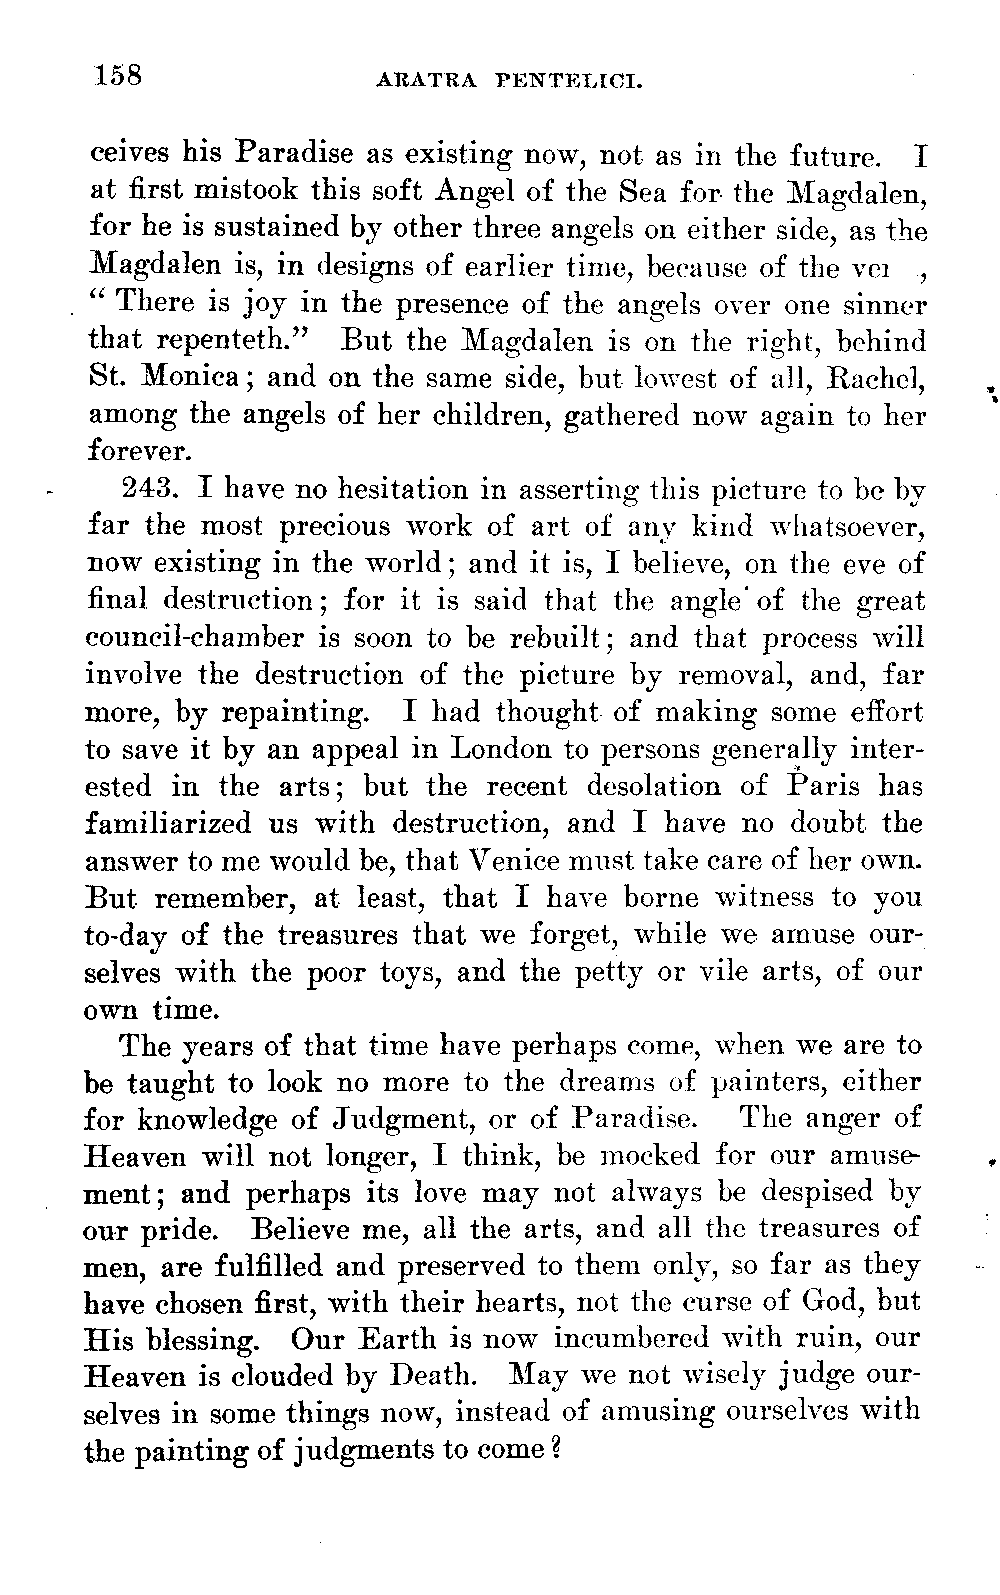 158 ARATRA PENTELICI.
ceives his Paradise as existing now, not as in the future. I
at first mistook this soft Angel of the Sea for the Magdalen,
for he is sustained by other three angels on either side, as the
Magdalen is, in designs of earlier time, because of the
“ There is joy in the presence of the angels over one sinner
that repenteth.” But the Magdalen is on the right, behind
St. Monica; and on the same side, but lowest of all, Rachel,
among the angels of her children, gathered now again to her
forever.
243. I have no hesitation in asserting this picture to be by
far the most precious work of art of any kind whatsoever,
now existing in the world; and it is, I believe, on the eve of
final destruction; for it is said that the angle of the great
council-chamber is soon to be rebuilt; and that process will
involve the destruction of the picture by removal, and, far
more, by repainting. I had thought of making some effort
to save it by an appeal in London to persons generally inter-
ested in the arts; but the recent desolation of Paris has
familiarized us with destruction, and I have no doubt the
answer to me would be, that Venice must take care of her own.
But remember, at least, that I have borne witness to you
to-day of the treasures that we forget, while we amuse our-
selves with the poor toys, and the petty or vile arts, of our
own time.
The years of that time have perhaps come, when we are to
be taught to look no more to the dreams of painters, either
for knowledge of Judgment, or of Paradise. The anger of
Heaven will not longer, I think, be mocked for our amuse-
ment; and perhaps its love may not always be despised by
our pride. Believe me, all the arts, and all the treasures of
men, are fulfilled and preserved to them only, so far as they
have chosen first, with their hearts, not the curse of God, but
His blessing. Our Earth is now incumbered with ruin, our
Heaven is clouded by Death. May we not wisely judge our-
selves in some things now, instead of amusing ourselves with
the painting of judgments to come?